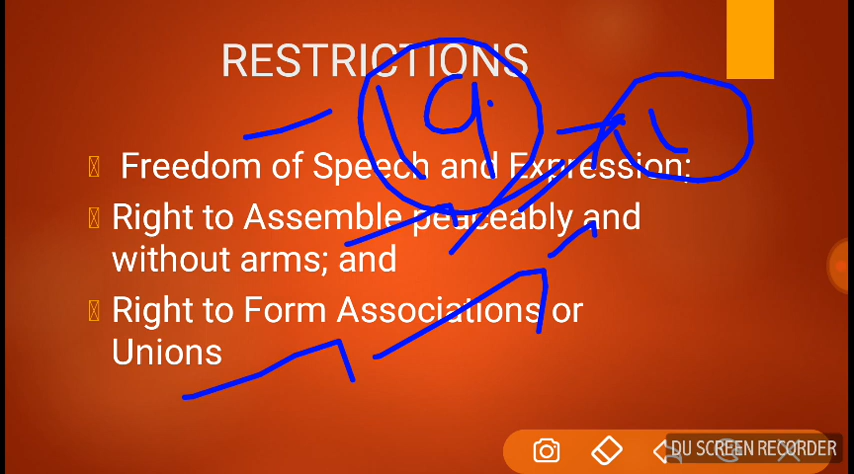 RESTRICTIONS
19
Freedom of Speech and Expression;
Right to Assemble peaceably and
without arms; and
Right to Form Associations or
Unions
DU SCREEN RECORDER